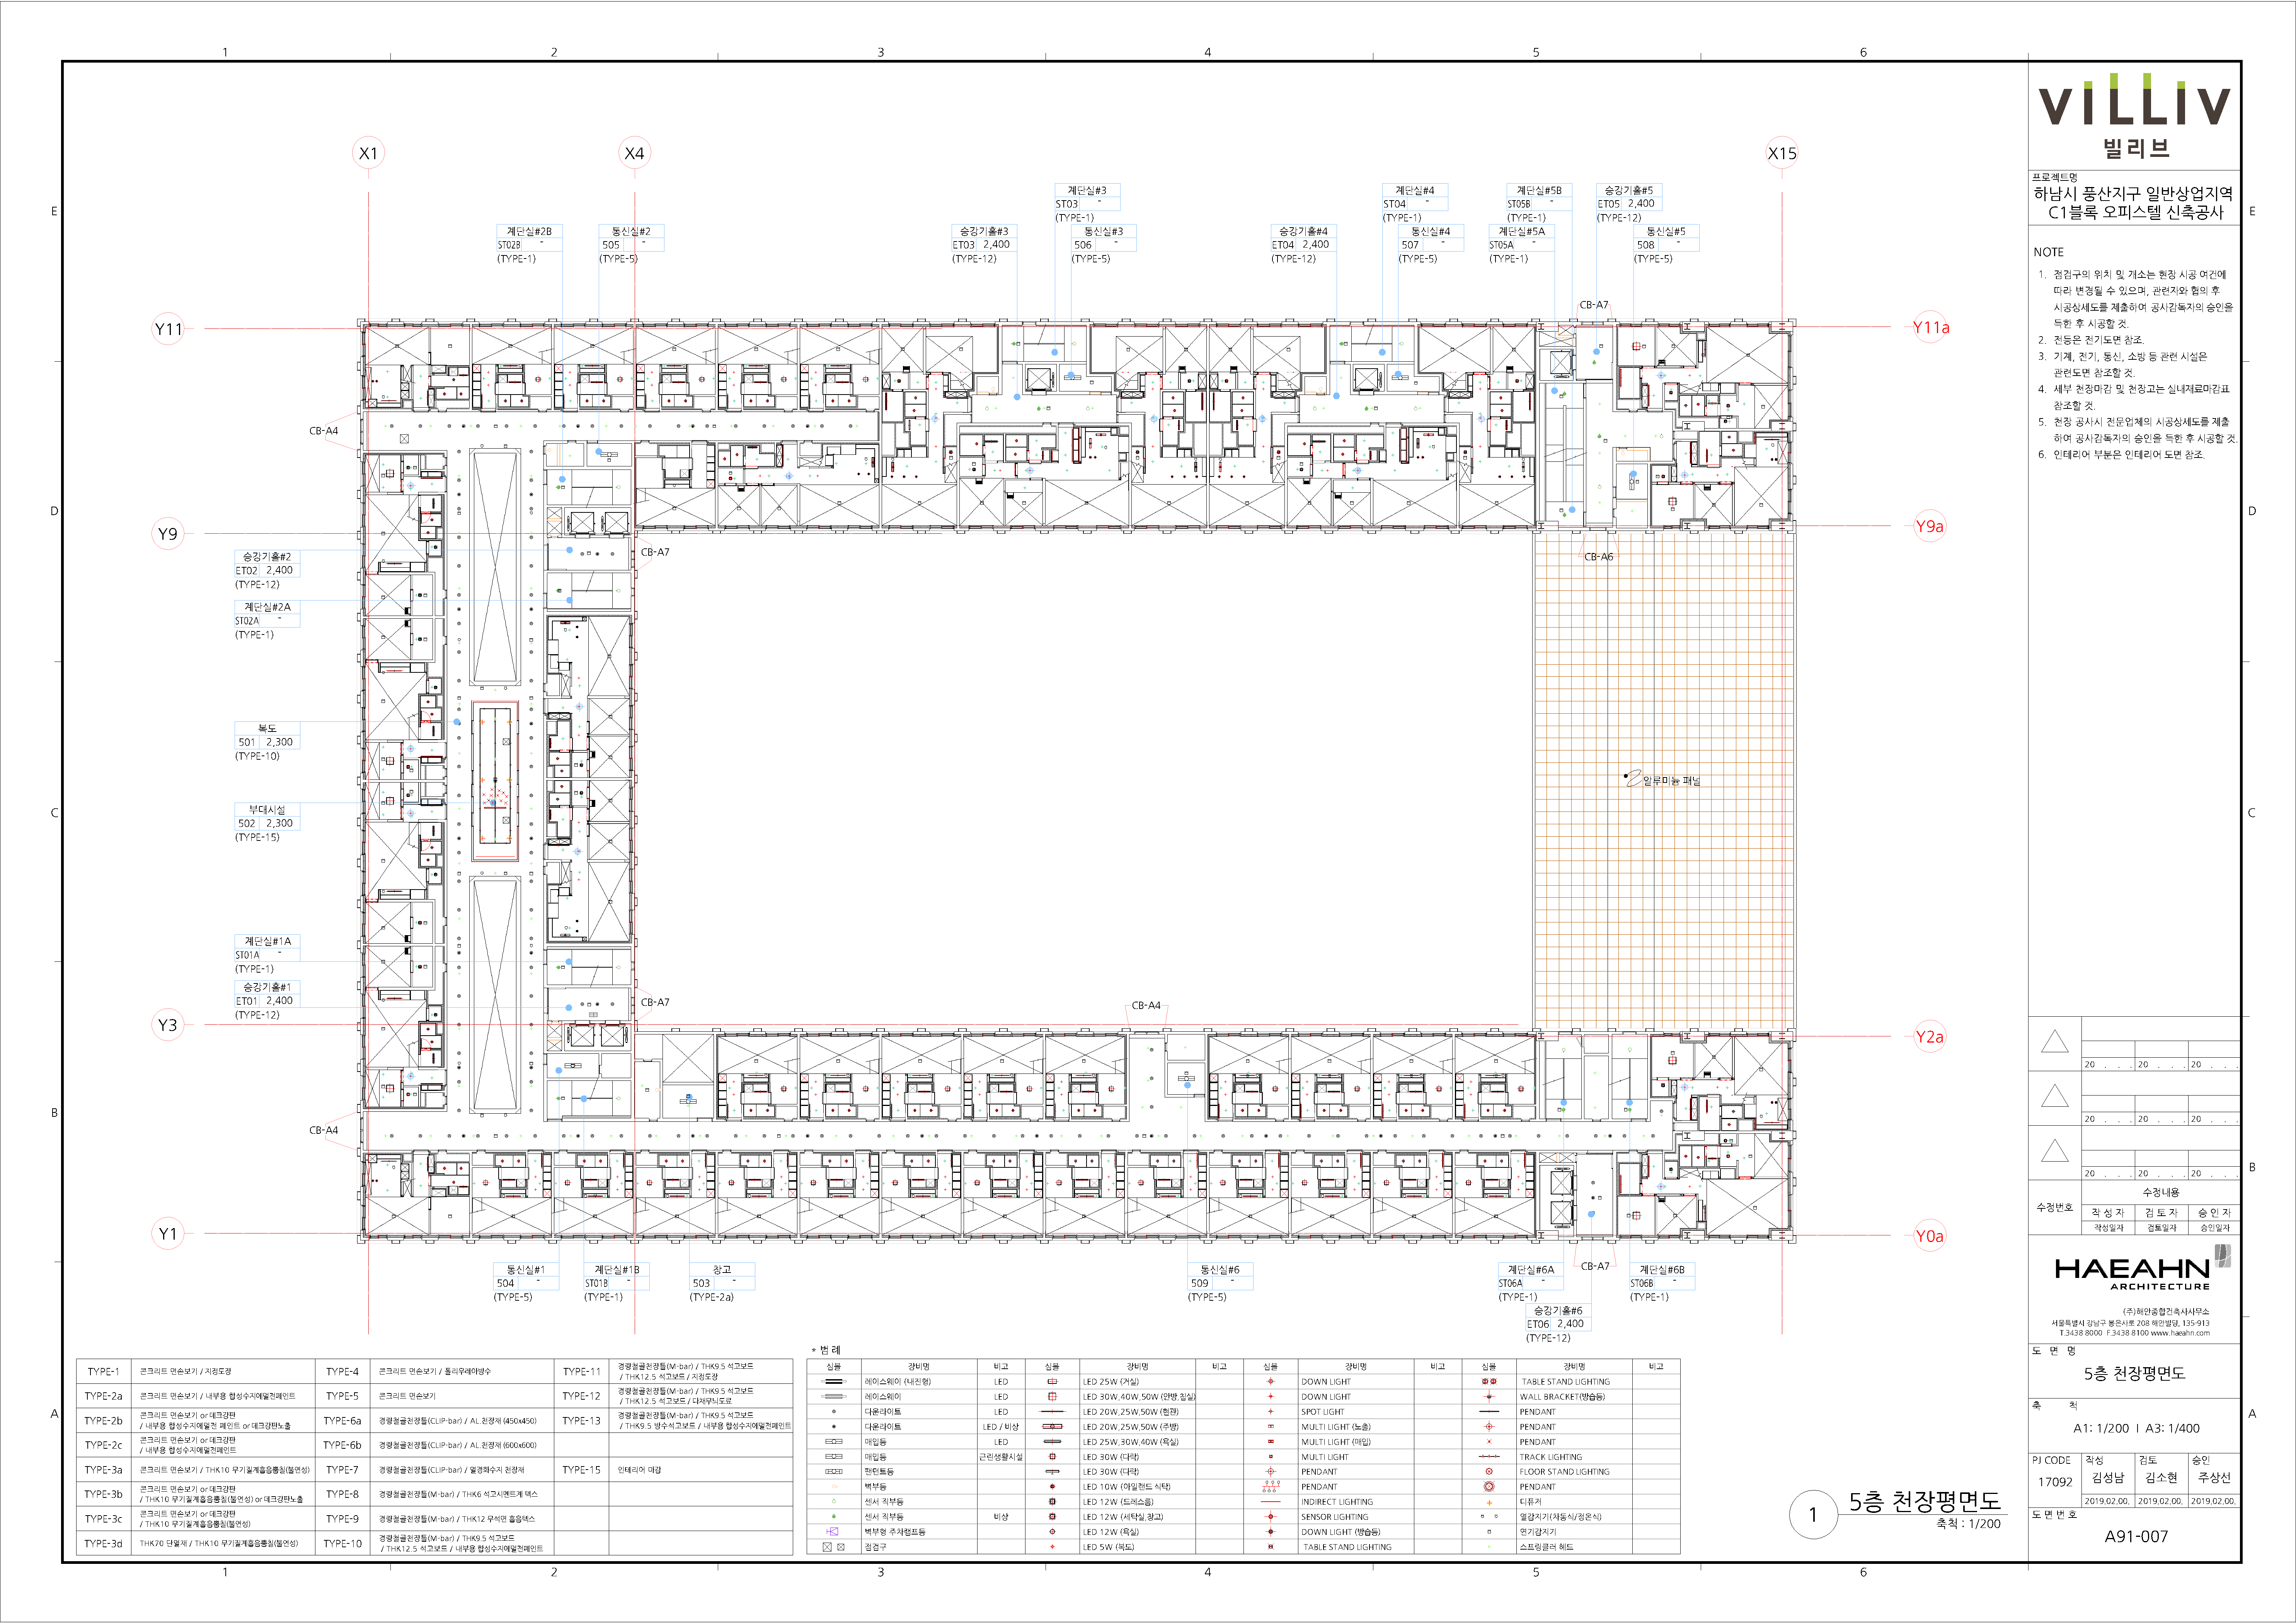 1 2 3 4 5 6
E
D
C
B
A
X1 X4 X15
계단실#2B
ST02B -
(TYPE-1)
통신실#2
505 -
(TYPE-5)
승강기홀#3
ET03 2,400
(TYPE-12)
계단실#3
ST03 -
(TYPE-1)
통신실#3
506 -
(TYPE-5)
승강기홀#4
ET04 2,400
(TYPE-12)
계단실#4
ST04 -
(TYPE-1)
통신실#4
507 -
(TYPE-5)
계단실#5B
ST05B -
(TYPE-1)
계단실#5A
ST05A -
(TYPE-1)
승강기홀#5
ET05 2,400
(TYPE-12)
통신실#5
508 -
(TYPE-5)
CB-A7
Y11
Y11a
CB-A4
Y9
Y9a
CB-A7
CB-A6
승강기홀#2
ET02 2,400
(TYPE-12)
계단실#2A
ST02A -
(TYPE-1)
복도
501 2,300
(TYPE-10)
부대시설
502 2,300
(TYPE-15)
알루미늄 패널
계단실#1A
ST01A -
(TYPE-1)
승강기홀#1
ET01 2,400
(TYPE-12)
CB-A7
CB-A4
Y3
Y2a
CB-A4
Y1
Y0a
통신실#1
504 -
(TYPE-5)
계단실#1B
ST01B -
(TYPE-1)
창고
503 -
(TYPE-2a)
통신실#6
509 -
(TYPE-5)
계단실#6A
ST06A -
(TYPE-1)
CB-A7
계단실#6B
ST06B -
(TYPE-1)
승강기홀#6
ET06 2,400
(TYPE-12)
TYPE-1 콘크리트 면손보기 / 지정도장
TYPE-2a 콘크리트 면손보기 / 내부용 합성수지에멀젼페인트
TYPE-2b 콘크리트 면손보기 or 데크강판
/ 내부용 합성수지에멀젼 페인트 or 데크강판노출
TYPE-2c 콘크리트 면손보기 or 데크강판
/ 내부용 합성수지에멀젼페인트
TYPE-3a 콘크리트 면손보기 / THK10 무기질계흡음뿜칠(불연성)
TYPE-3b 콘크리트 면손보기 or 데크강판
/ THK10 무기질계흡음뿜칠(불연성) or 데크강판노출
TYPE-3c 콘크리트 면손보기 or 데크강판
/ THK10 무기질계흡음뿜칠(불연성)
TYPE-3d THK70 단열재 / THK10 무기질계흡음뿜칠(불연성)
TYPE-4 콘크리트 면손보기 / 폴리우레아방수
TYPE-5 콘크리트 면손보기
TYPE-6a 경량철골천장틀(CLIP-bar) / AL.천정재 (450x450)
TYPE-6b 경량철골천장틀(CLIP-bar) / AL.천정재 (600x600)
TYPE-7 경량철골천장틀(CLIP-bar) / 열경화수지 천장재
TYPE-8 경량철골천장틀(M-bar) / THK6 석고시멘트계 텍스
TYPE-9 경량철골천장틀(M-bar) / THK12 무석면 흡음텍스
TYPE-10 경량철골천장틀(M-bar) / THK9.5 석고보드
/ THK12.5 석고보드 / 내부용 합성수지에멀젼페인트
TYPE-11 경량철골천장틀(M-bar) / THK9.5 석고보드
/ THK12.5 석고보드 / 지정도장
TYPE-12 경량철골천장틀(M-bar) / THK9.5 석고보드
/ THK12.5 석고보드 / 다채무늬도료
TYPE-13 경량철골천장틀(M-bar) / THK9.5 석고보드
/ THK9.5 방수석고보드 / 내부용 합성수지에멀젼페인트
TYPE-15 인테리어 마감
* 범 례
심볼 장비명 비고 심볼 장비명 비고 심볼 장비명 비고 심볼 장비명 비고
레이스웨이 (내진형) LED LED 25W (거실) DOWN LIGHT TABLE STAND LIGHTING
레이스웨이 LED LED 30W,40W,50W (안방,침실) DOWN LIGHT WALL BRACKET(방습등)
다운라이트 LED LED 20W,25W,50W (현관) SPOT LIGHT PENDANT
다운라이트 LED / 비상 LED 20W,25W,50W (주방) MULTI LIGHT (노출) PENDANT
매입등 LED LED 25W,30W,40W (욕실) MULTI LIGHT (매입) PENDANT
매입등 근린생활시설 LED 30W (다락) MULTI LIGHT TRACK LIGHTING
팬던트등 LED 30W (다락) PENDANT FLOOR STAND LIGHTING
벽부등 LED 10W (아일랜드 식탁) PENDANT PENDANT
센서 직부등 LED 12W (드레스룸) INDIRECT LIGHTING 디퓨져
센서 직부등 비상 LED 12W (세탁실,창고) SENSOR LIGHTING 열감지기(차동식/정온식)
벽부형 주차램프등 LED 12W (욕실) DOWN LIGHT (방습등) 연기감지기
점검구 LED 5W (복도) TABLE STAND LIGHTING 스프링클러 헤드
1
5층 천장평면도
축척 : 1/200
VILLIV
빌리브
프로젝트명
하남시 풍산지구 일반상업지역
C1블록 오피스텔 신축공사
NOTE
1. 점검구의 위치 및 개소는 현장 시공 여건에
따라 변경될 수 있으며, 관련자와 협의 후
시공상세도를 제출하여 공사감독자의 승인을
득한 후 시공할 것.
2. 전등은 전기도면 참조.
3. 기계, 전기, 통신, 소방 등 관련 시설은
관련도면 참조할 것.
4. 세부 천장마감 및 천장고는 실내재료마감표
참조할 것.
5. 천장 공사시 전문업체의 시공상세도를 제출
하여 공사감독자의 승인을 득한 후 시공할 것.
6. 인테리어 부분은 인테리어 도면 참조.
20 . . . 20 . . . 20 . . .
20 . . . 20 . . . 20 . . .
20 . . . 20 . . . 20 . . .
수정번호 수정내용
작 성 자 검 토 자 승 인 자
작성일자 검토일자 승인일자
HAEAHN
ARCHITECTURE
(주)해안종합건축사사무소
서울특별시 강남구 봉은사로 208 해안빌딩, 135-913
T.3438 8000 F.3438 8100 www.haeahn.com
도 면 명
5층 천장평면도
축 척
A1: 1/200 I A3: 1/400
PJ CODE 작성 검토 승인
17092 김성남 김소현 주상선
2019.02.00. 2019.02.00. 2019.02.00.
도 면 번 호
A91-007
E
D
C
B
A
1 2 3 4 5 6